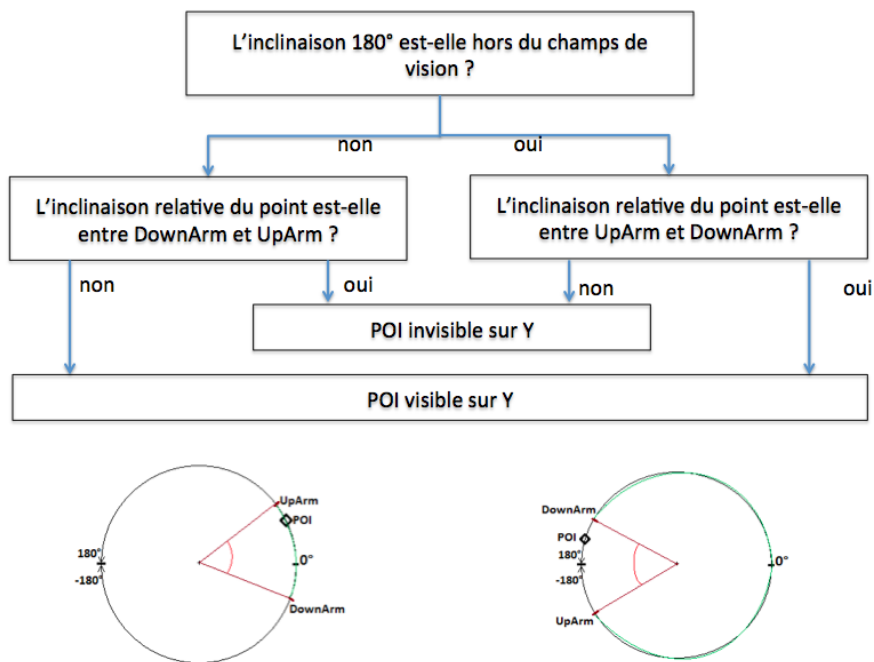 L'inclinaison 180° est-elle hors du champs de
vision ?
non
oui
L'inclinaison relative du point est-elle
entre DownArm et UpArm ?
L'inclinaison relative du point est-elle
entre UpArm et DownArm ?
non
oui
non
oui
POI invisible sur Y
POI visible sur Y
UpArm
POI
180°
-180°
0°
DownArm
DownArm
POI
180°
-180°
0°
UpArm